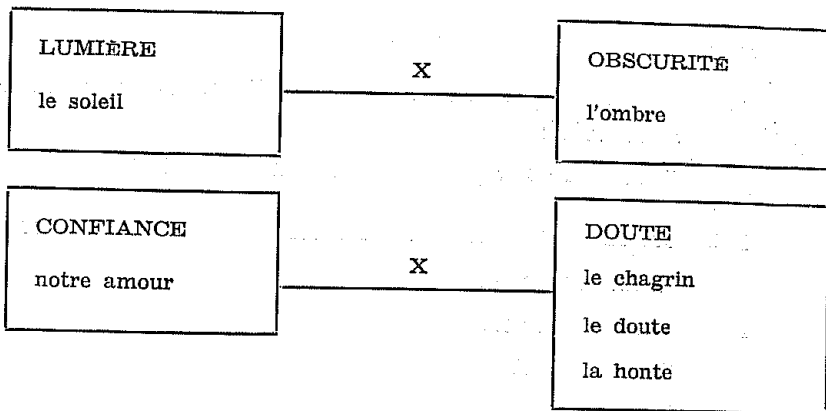 LUMIÈRE
le soleil
X
OBSCURITÉ
l'ombre
CONFIANCE
notre amour
X
DOUTE
le chagrin
le doute
la honte